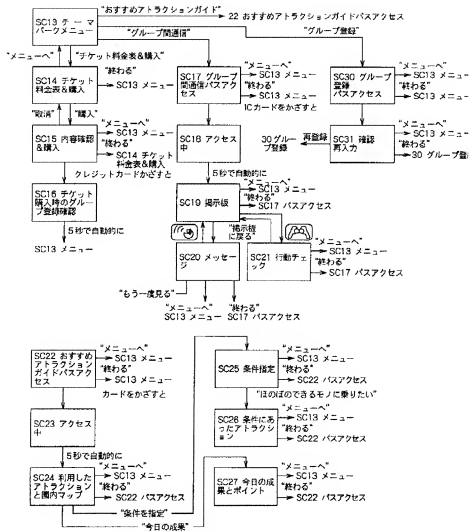 "おすすめアトラクションガイド"
SC13 テーマ
パークメニュー
22 おすすめアトラクションガイドパスアクセス
"グループ間通信"
"グループ登録"
"メニューへ"
"チケット料金表&購入"
SC14 チケット
料金表&購入
"終わる"
SC13 メニュー
SC17 グループ
間通信パスアク
セス
"メニューへ"
SC13 メニュー
"終わる"
SC13 メニュー
ICカードをかざすと
SC30 グループ
登録
パスアクセス
"メニューへ"
SC13 メニュー
"終わる"
SC13 メニュー
"取消"
"購入"
SC15 内容確認
&購入
"メニューへ"
SC13 メニュー
"終わる"
SC14 チケット
料金表&購入
クレジットカードかざすと
SC18 アクセス
中
30 グルー
プ登録
再登録
SC31 確認
再入力
"メニューへ"
SC13 メニュー
"終わる"
30 グループ登
5秒で自動的に
SC16 チケット
購入時のグルー
プ登録確認
5秒で自動的に
SC13 メニュー
SC19 掲示板
"メニューへ"
SC13 メニュー
"終わる"
SC17 パスアクセス
"掲示板
に戻る"
SC20 メッセー
ジ
SC21 行動チェ
ック
"メニューへ"
SC13 メニュー
"終わる"
SC17 パスアクセス
"もう一度見る"
"メニューへ"
SC13 メニュー
"終わる"
SC17 パスアクセス
SC22 おすすめ
アトラクション
ガイドパスアク
セス
"メニューへ"
SC13 メニュー
"終わる"
SC13 メニュー
カードをかざすと
SC23 アクセス
中
5秒で自動的に
SC24 利用した
アトラクション
と園内マップ
"メニューへ"
SC13 メニュー
"終わる"
SC22 パスアクセス
"条件を指定"
"今日の成果"
SC25 条件指定
"メニューへ"
SC13 メニュー
"終わる"
SC22 パスアクセス
"ほのぼのできるモノに乗りたい"
SC26 条件にあ
ったアトラクシ
ョン
"メニューへ"
SC13 メニュー
"終わる"
SC22 パスアクセス
SC27 今日の成
果とポイント
"メニューへ"
SC13 メニュー
"終わる"
SC22 パスアクセス